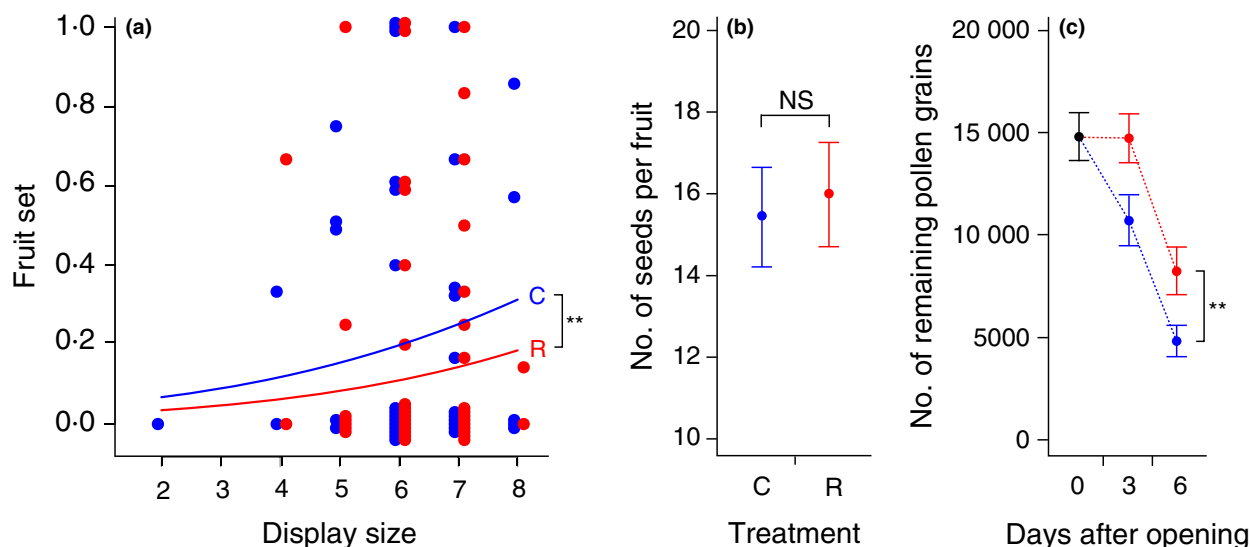 (a)
Fruit set
1·0
0·8
0·6
0·4
0·2
0·0
C
R
**
2 3 4 5 6 7 8
Display size
(b)
No. of seeds per fruit
20
18
16
14
12
10
NS
C R
Treatment
(c)
No. of remaining pollen grains
20 000
15 000
10 000
5000
0
**
0 3 6
Days after opening